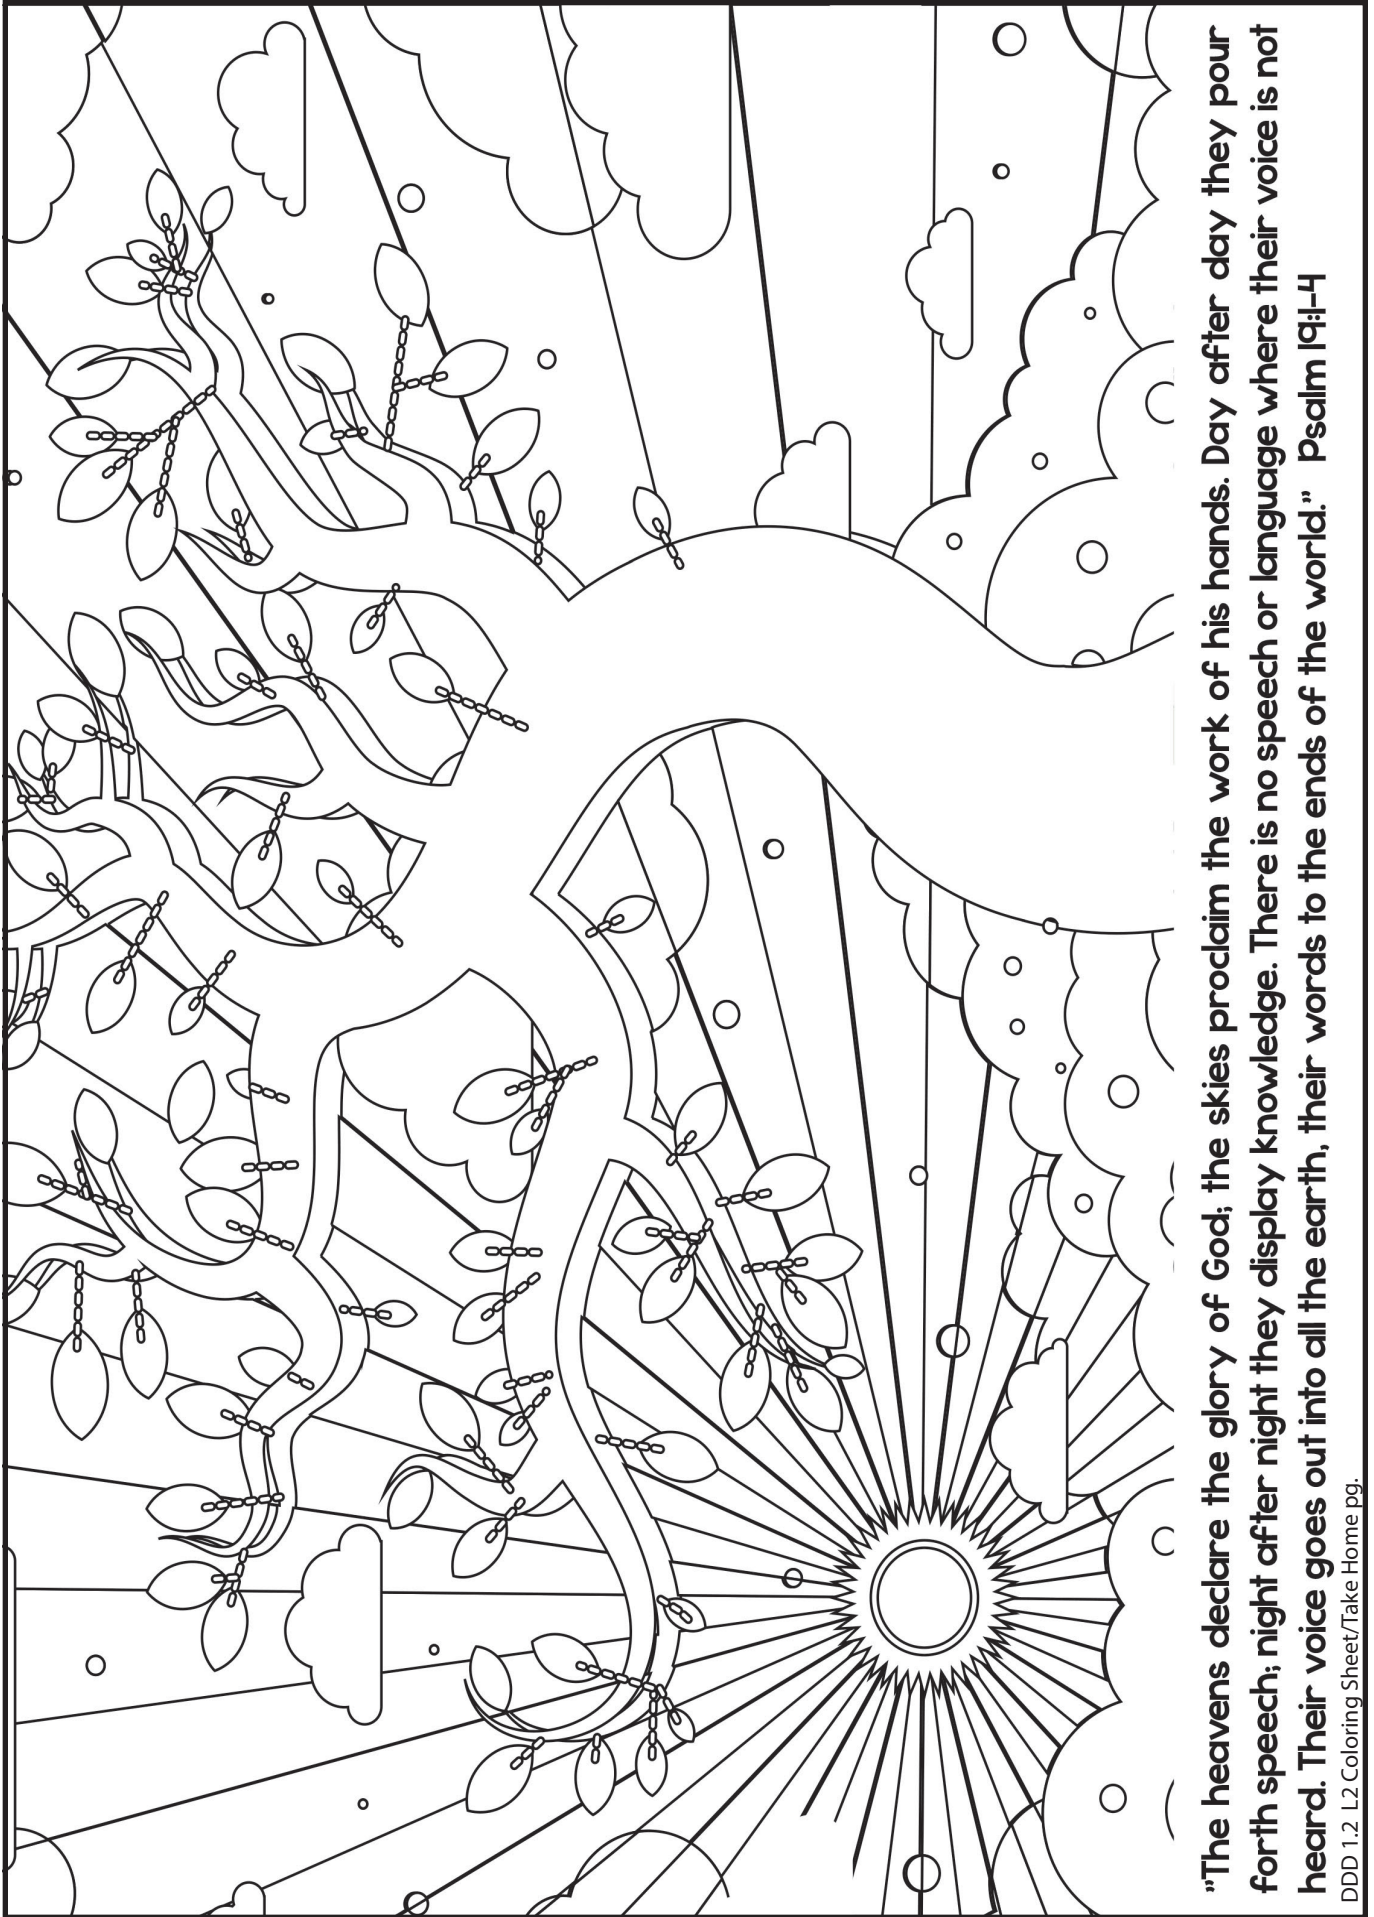 "The heavens declare the glory of God; the skies proclaim the work of his hands. Day after day they pour
forth speech; night after night they display knowledge. There is no speech or language where their voice is not
heard. Their voice goes out into all the earth, their words to the ends of the world." Psalm 19:1-4
DDD 1.2 L2 Coloring Sheet/Take Home pg.